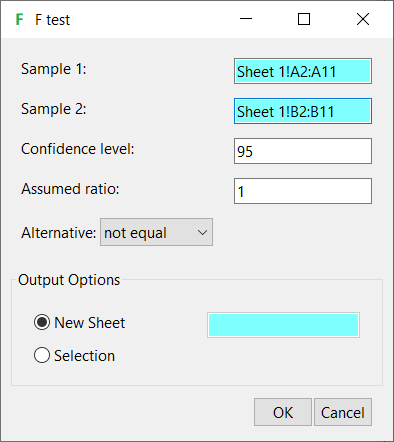 F F test
Sample 1: Sheet 1!A2:A11
Sample 2: Sheet 1!B2:B11
Confidence level: 95
Assumed ratio: 1
Alternative: not equal
Output Options
New Sheet
Selection
OK Cancel